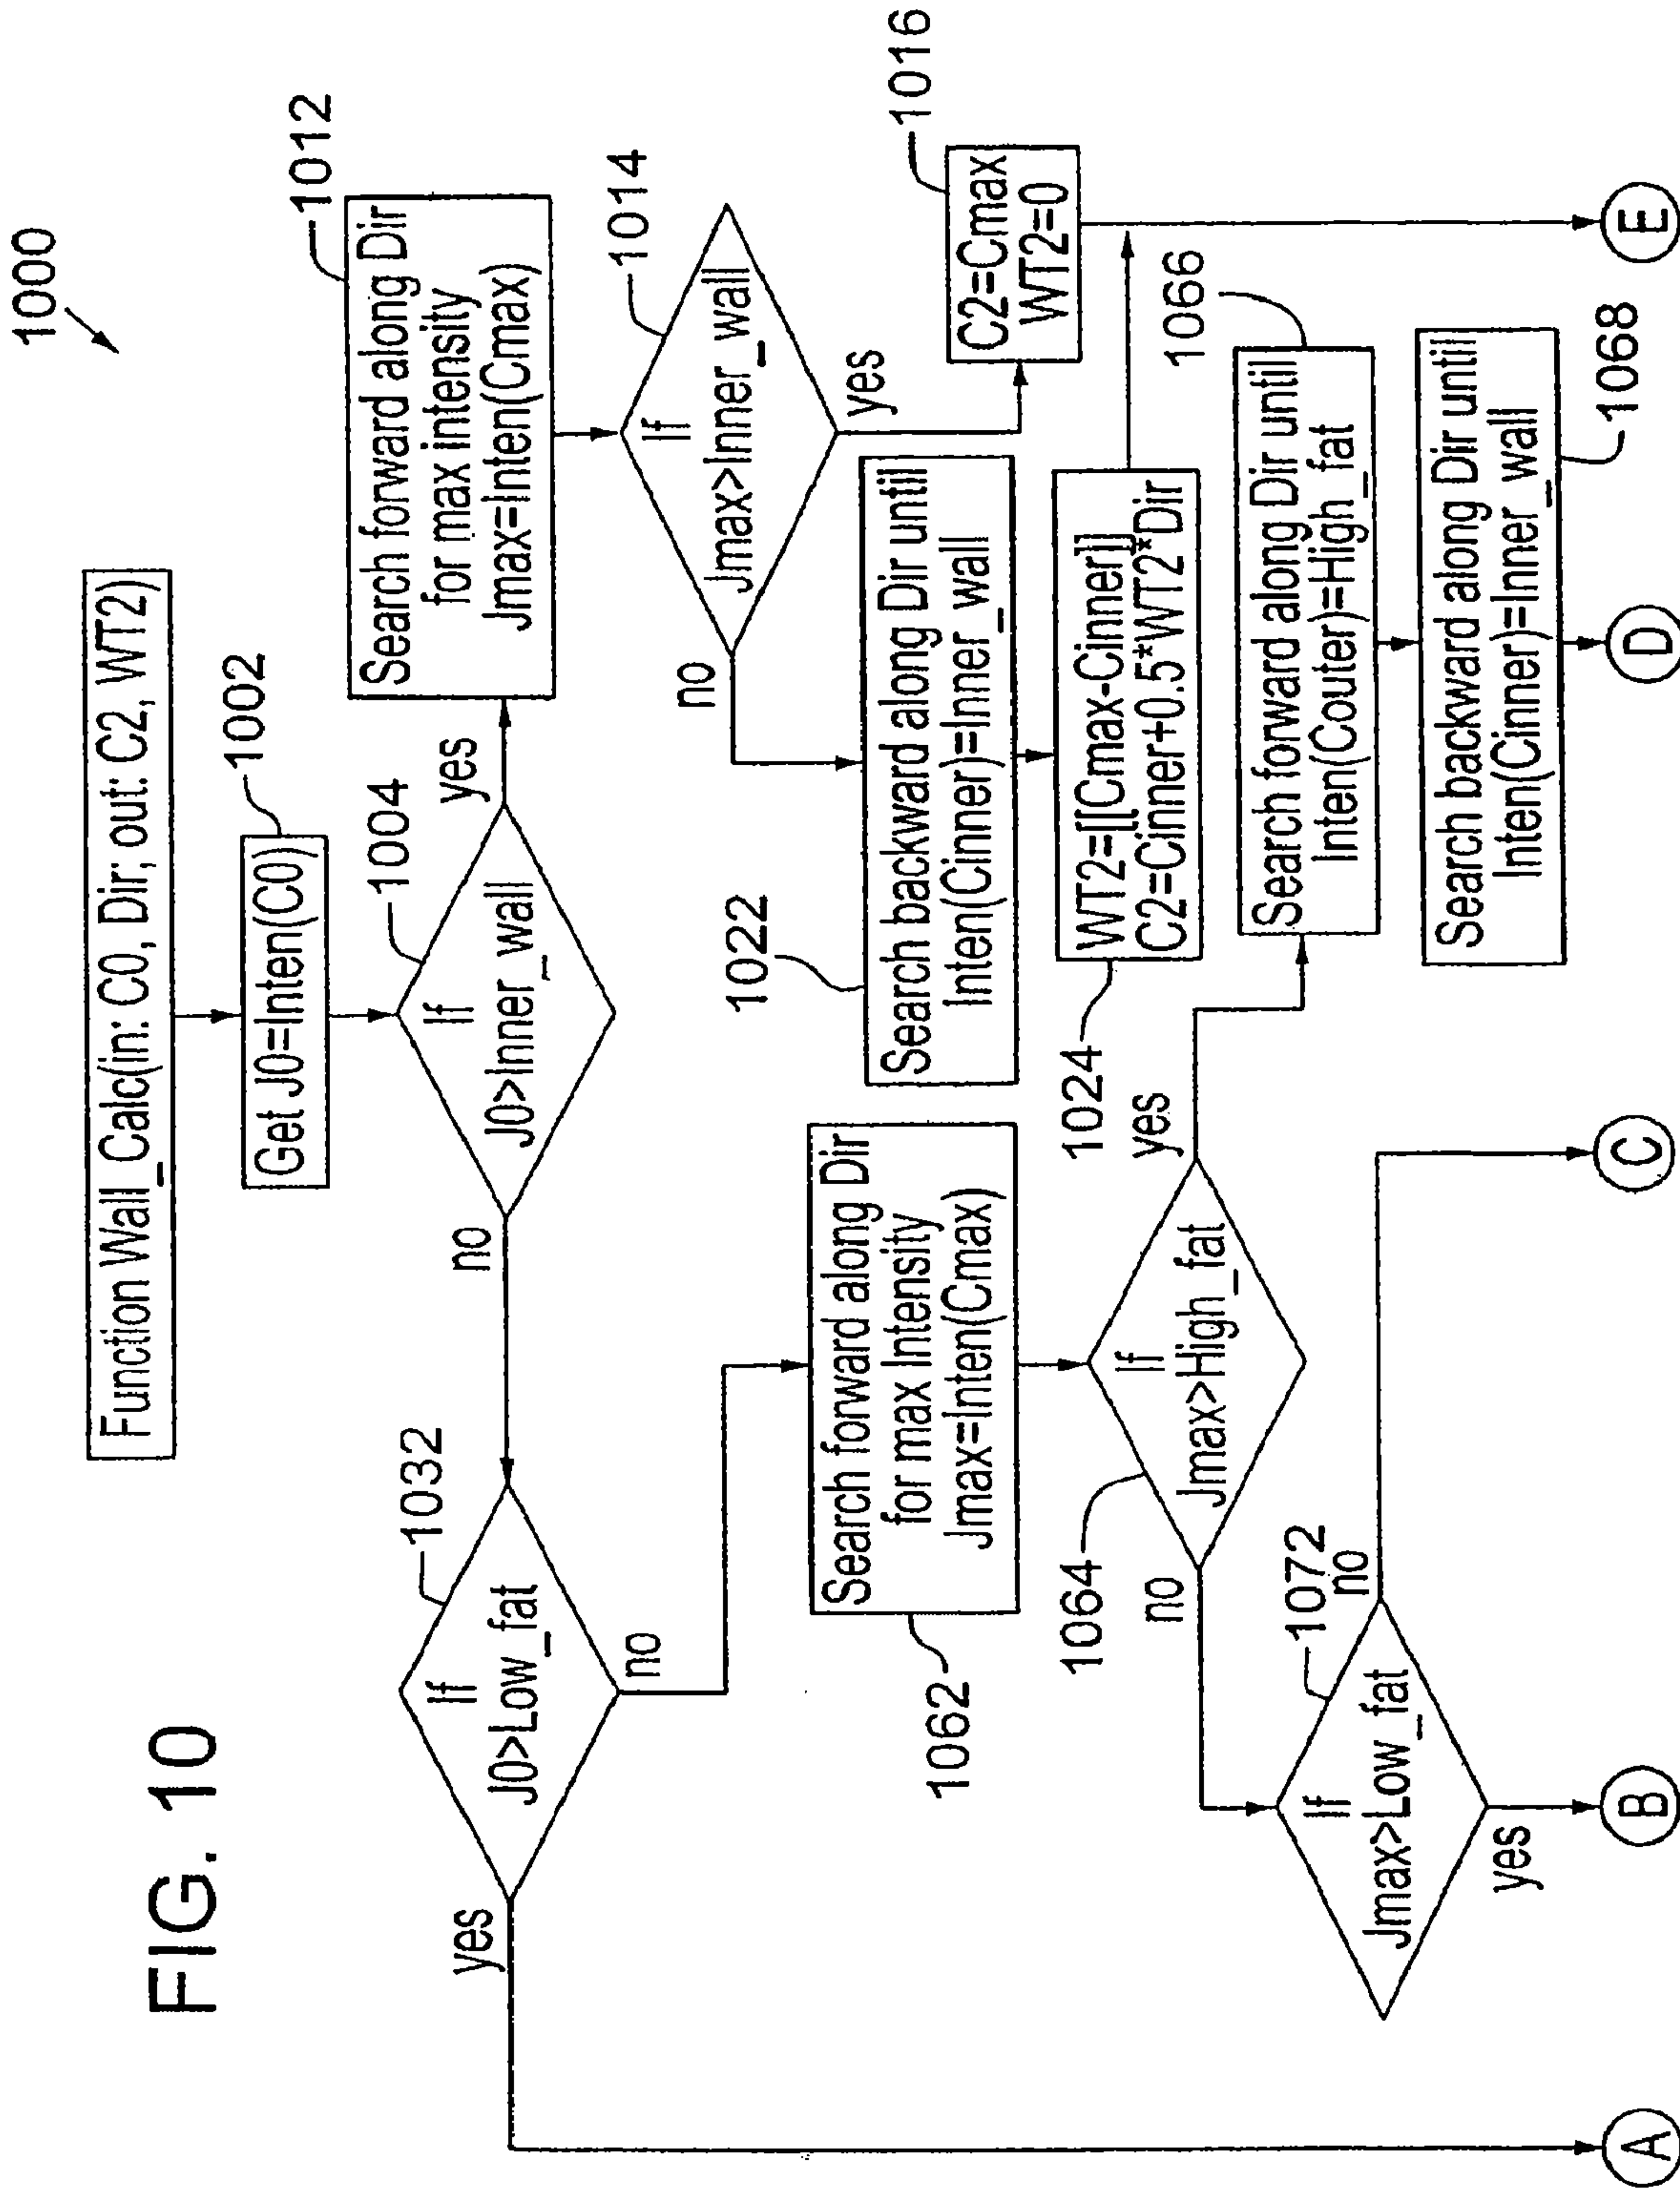 FIG. 10
1000
Function Wall_Calc(in: C0, Dir; out: C2, WT2)
Get J0=Inten(C0)
1002
If
J0>Inner_wall
1004
yes
no
Search forward along Dir
for max intensity
Jmax=Inten(Cmax)
1012
If
Jmax>Inner_wall
1014
no
yes
C2=Cmax
WT2=0
1016
Search backward along Dir until
Inten(Cinner)=Inner_wall
1022
WT2=[[Cmax-Cinner]]
C2=Cinner+0.5*WT2*Dir
1024
If
J0>Low_fat
1032
yes
no
Search forward along Dir
for max Intensity
Jmax=Inten(Cmax)
1062
If
Jmax>High_fat
1064
no
yes
Search forward along Dir until
Inten(Couter)=High_fat
1066
Search backward along Dir until
Inten(Cinner)=Inner_wall
1068
If
Jmax>Low_fat
1072
no
yes
A
B
C
D
E